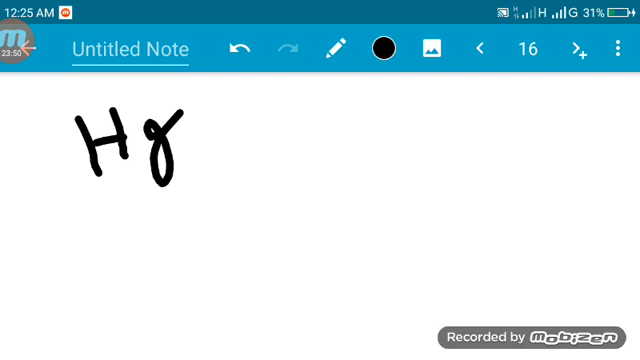 12:25 AM H H G 31%
23:50 Untitled Note 16
Hg
Recorded by mobizen